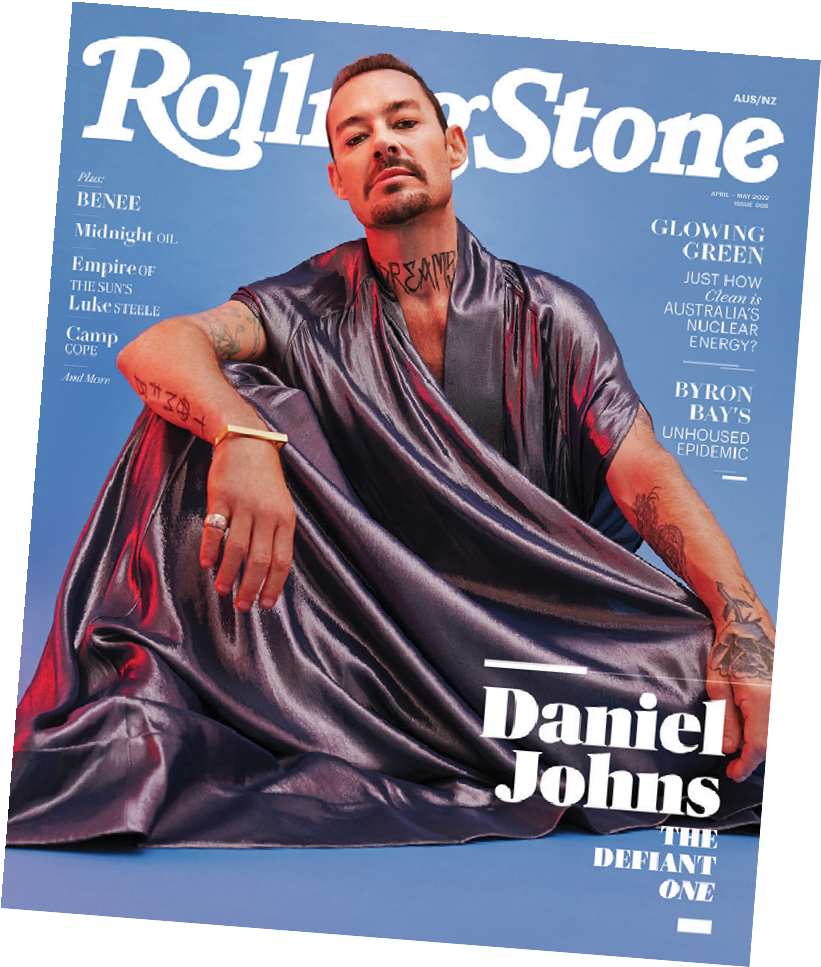 Rolling Stone
AUS/NZ
APRIL - MAY 2022
ISSUE 008
Plus:
BENEE
Midnight OIL
Empire OF
THE SUN'S
Luke STEELE
Camp
COPE
And More
GLOWING
GREEN
JUST HOW
Clean is
AUSTRALIA'S
NUCLEAR
ENERGY?
BYRON
BAY'S
UNHOUSED
EPIDEMIC
DREAMS
Daniel
Johns
THE
DEFIANT
ONE